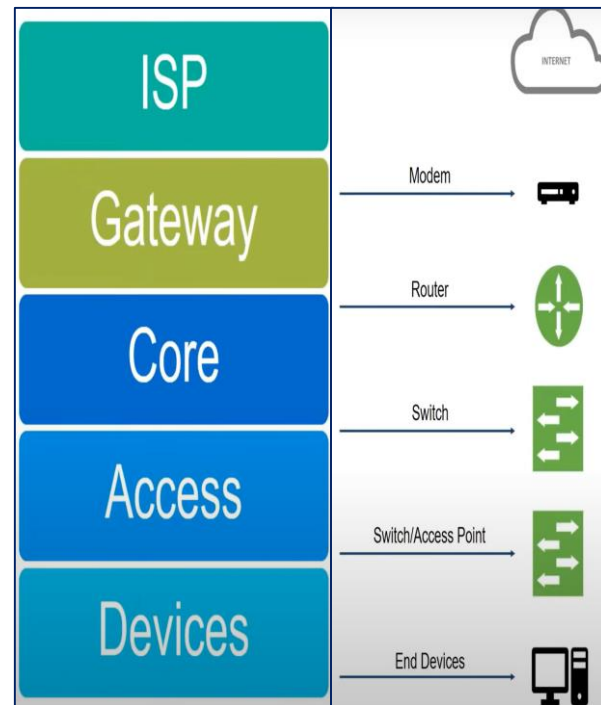 ISP
INTERNET
Gateway
Modem
Router
Core
Switch
Access
Switch/Access Point
Devices
End Devices